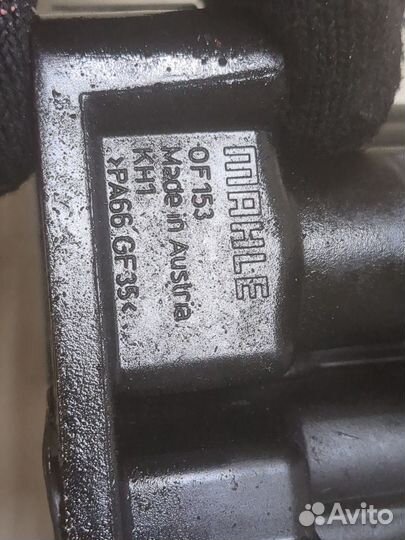 MAHLE
OF 153
Made in Austria
KH1
>PA66 GF35<
Avito